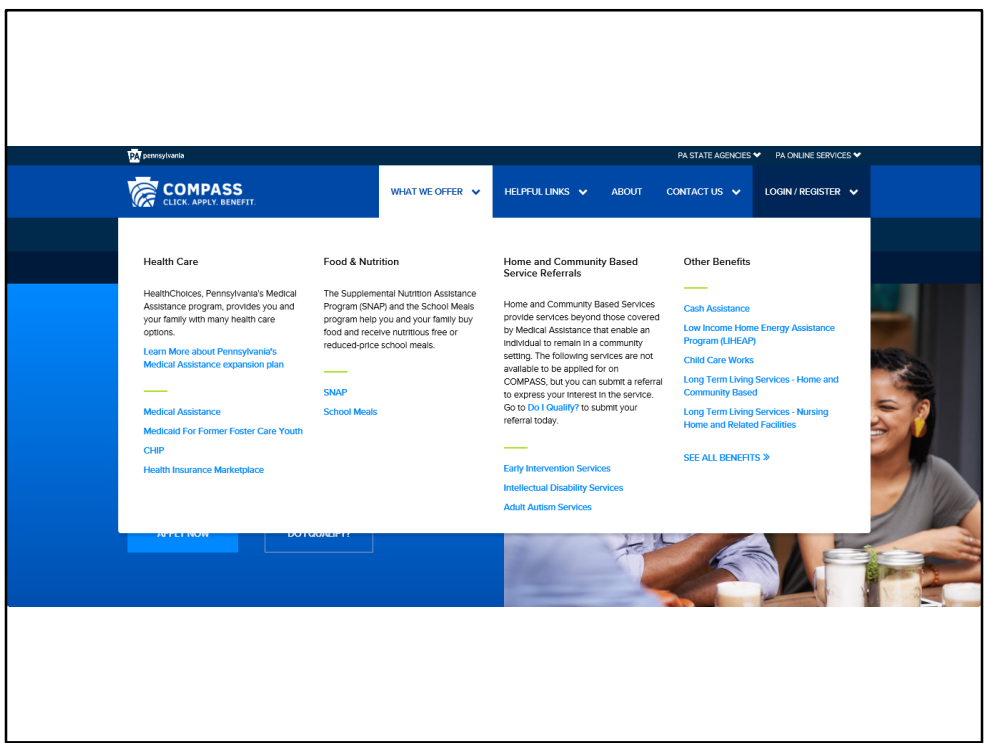 PA pennsylvania
PA STATE AGENCIES
PA ONLINE SERVICES
COMPASS
CLICK. APPLY. BENEFIT.
WHAT WE OFFER
HELPFUL LINKS
ABOUT
CONTACT US
LOGIN / REGISTER
Health Care
HealthChoices, Pennsylvania's Medical
Assistance program, provides you and
your family with many health care
options.
Learn More about Pennsylvania's
Medical Assistance expansion plan
Medical Assistance
Medicaid For Former Foster Care Youth
CHIP
Health Insurance Marketplace
Food & Nutrition
The Supplemental Nutrition Assistance
Program (SNAP) and the School Meals
program help you and your family buy
food and receive nutritious free or
reduced-price school meals.
SNAP
School Meals
Home and Community Based
Service Referrals
Home and Community Based Services
provide services beyond those covered
by Medical Assistance that enable an
individual to remain in a community
setting. The following services are not
available to be applied for on
COMPASS, but you can submit a referral
to express your interest in the service.
Go to Do I Qualify? to submit your
referral today.
Early Intervention Services
Intellectual Disability Services
Adult Autism Services
Other Benefits
Cash Assistance
Low Income Home Energy Assistance
Program (LIHEAP)
Child Care Works
Long Term Living Services - Home and
Community Based
Long Term Living Services - Nursing
Home and Related Facilities
SEE ALL BENEFITS »
APPLY NOW
DO I QUALIFY?